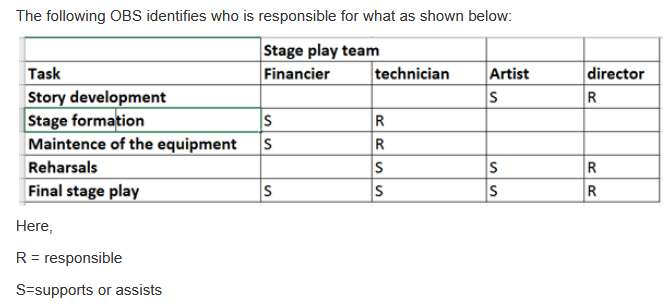 The following OBS identifies who is responsible for what as shown below:
Stage play team
Task Financier technician Artist director
Story development S R
Stage formation S R
Maintence of the equipment S R
Reharsals S S R
Final stage play S S S R
Here,
R = responsible
S=supports or assists